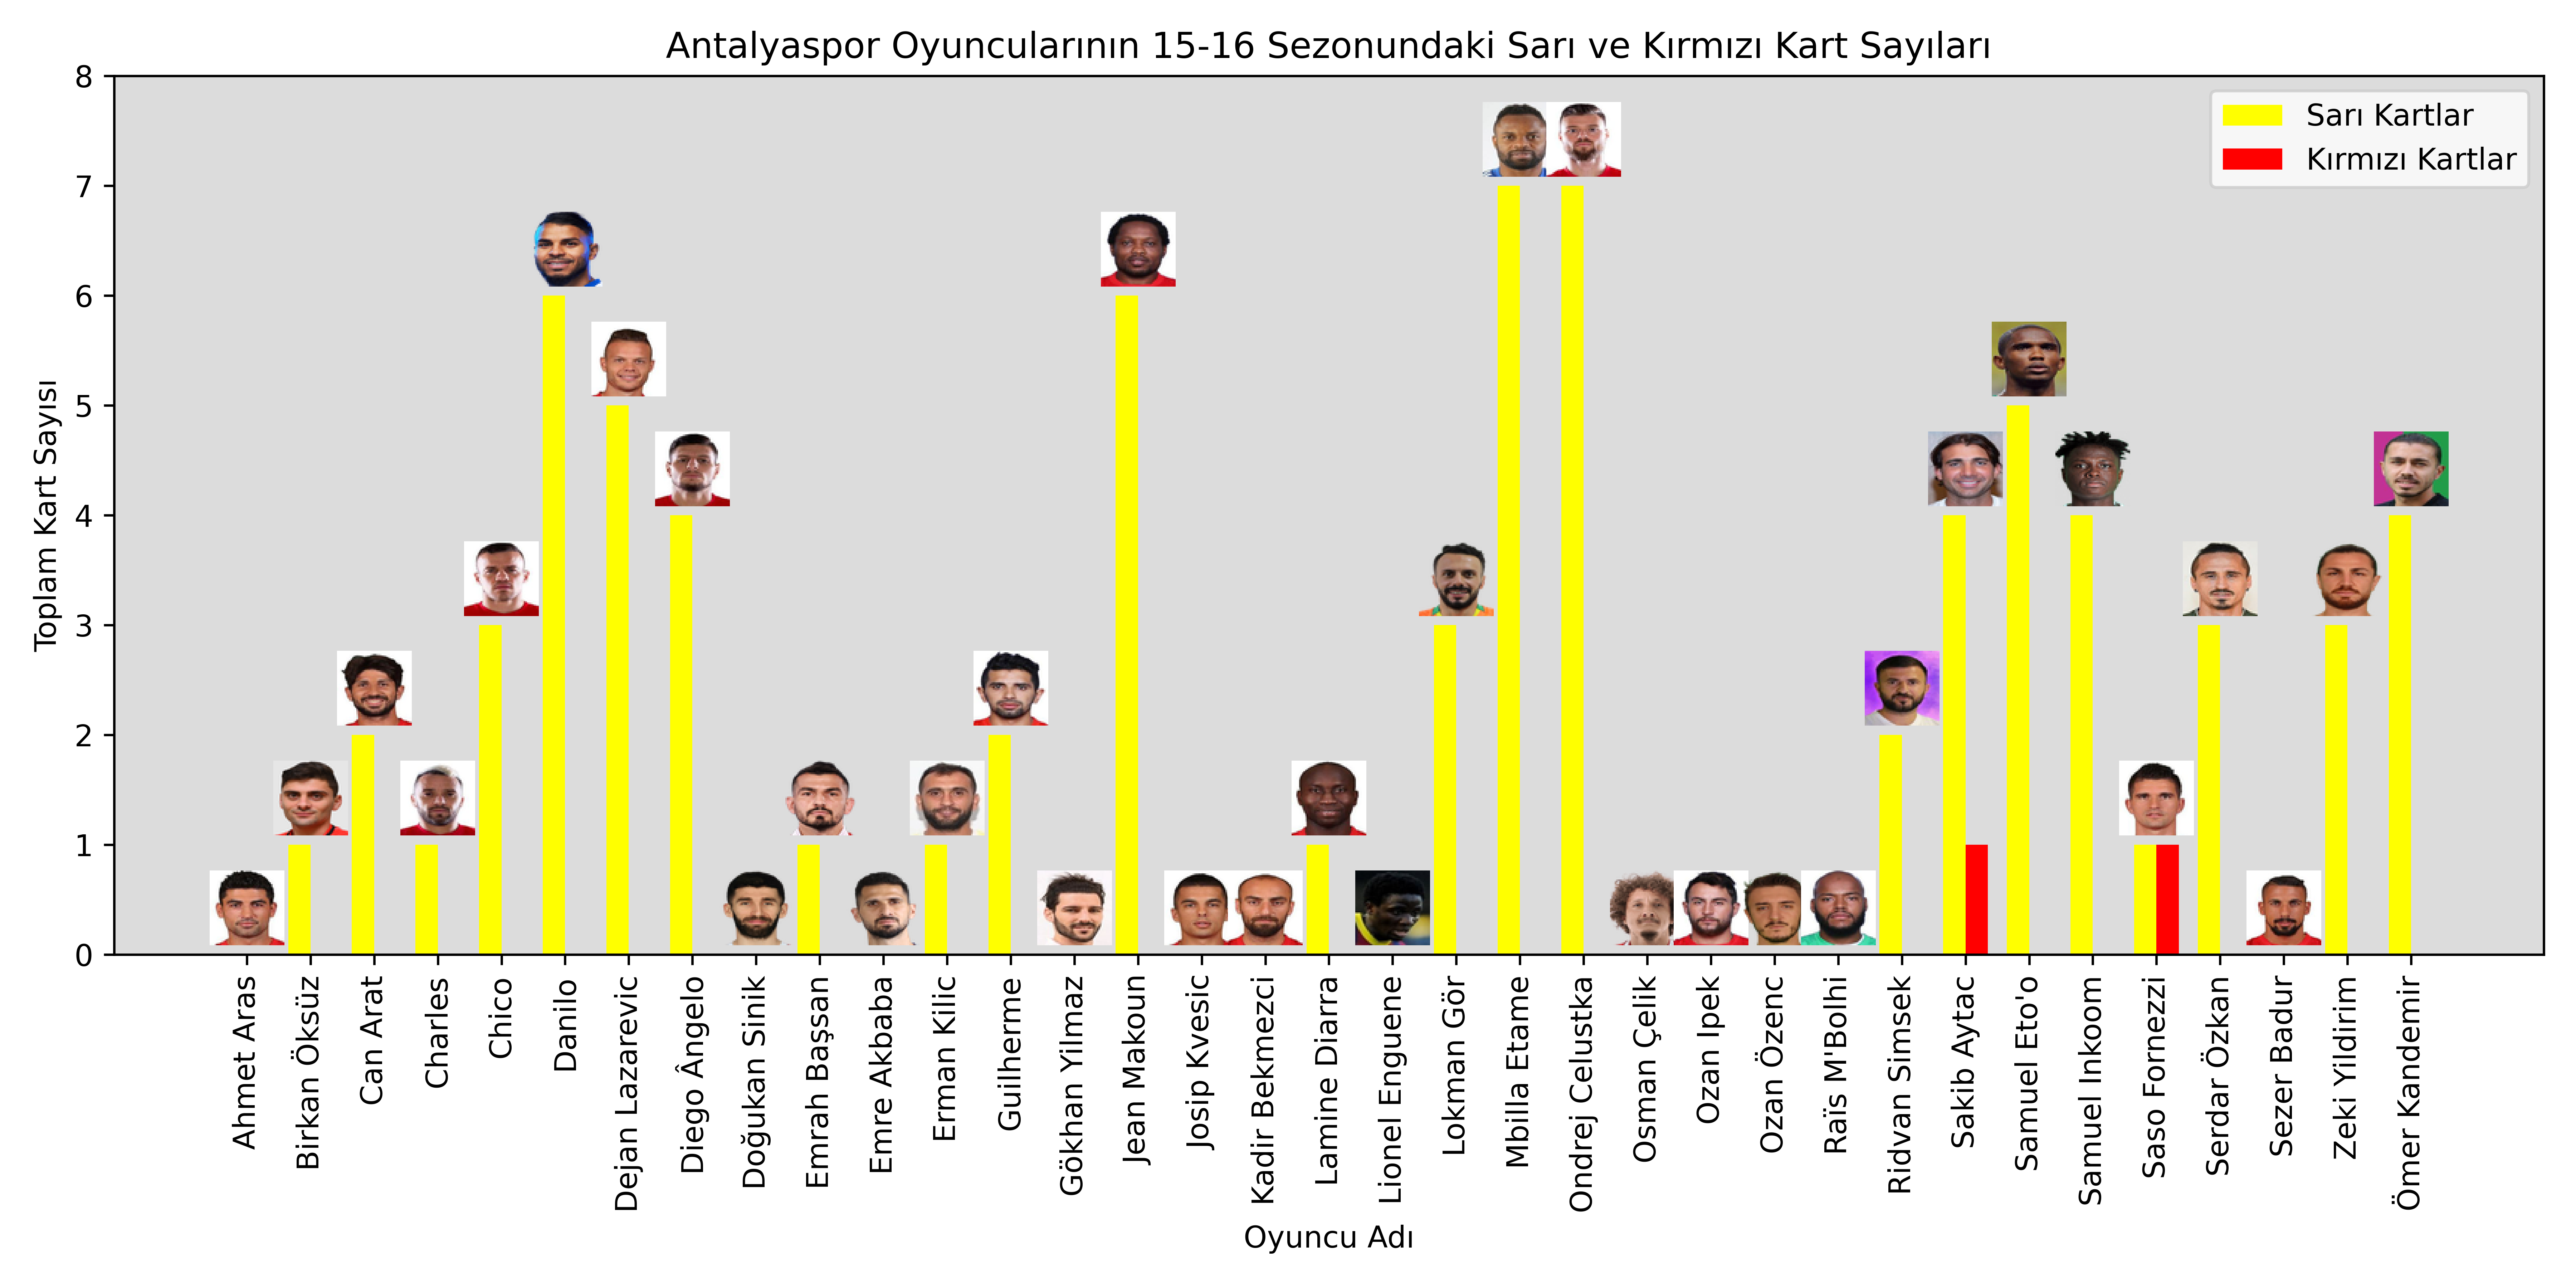 Antalyaspor Oyuncularının 15-16 Sezonundaki Sarı ve Kırmızı Kart Sayıları
Sarı Kartlar
Kırmızı Kartlar
Toplam Kart Sayısı
8
7
6
5
4
3
2
1
0
Ahmet Aras
Birkan Öksüz
Can Arat
Charles
Chico
Danilo
Dejan Lazarevic
Diego Ângelo
Doğukan Sinik
Emrah Başsan
Emre Akbaba
Erman Kilic
Guilherme
Gökhan Yilmaz
Jean Makoun
Josip Kvesic
Kadir Bekmezci
Lamine Diarra
Lionel Enguene
Lokman Gör
Mbilla Etame
Ondrej Celustka
Osman Çelik
Ozan Ipek
Ozan Özenc
Raïs M'Bolhi
Ridvan Simsek
Sakib Aytac
Samuel Eto'o
Samuel Inkoom
Saso Fornezzi
Serdar Özkan
Sezer Badur
Zeki Yildirim
Ömer Kandemir
Oyuncu Adı